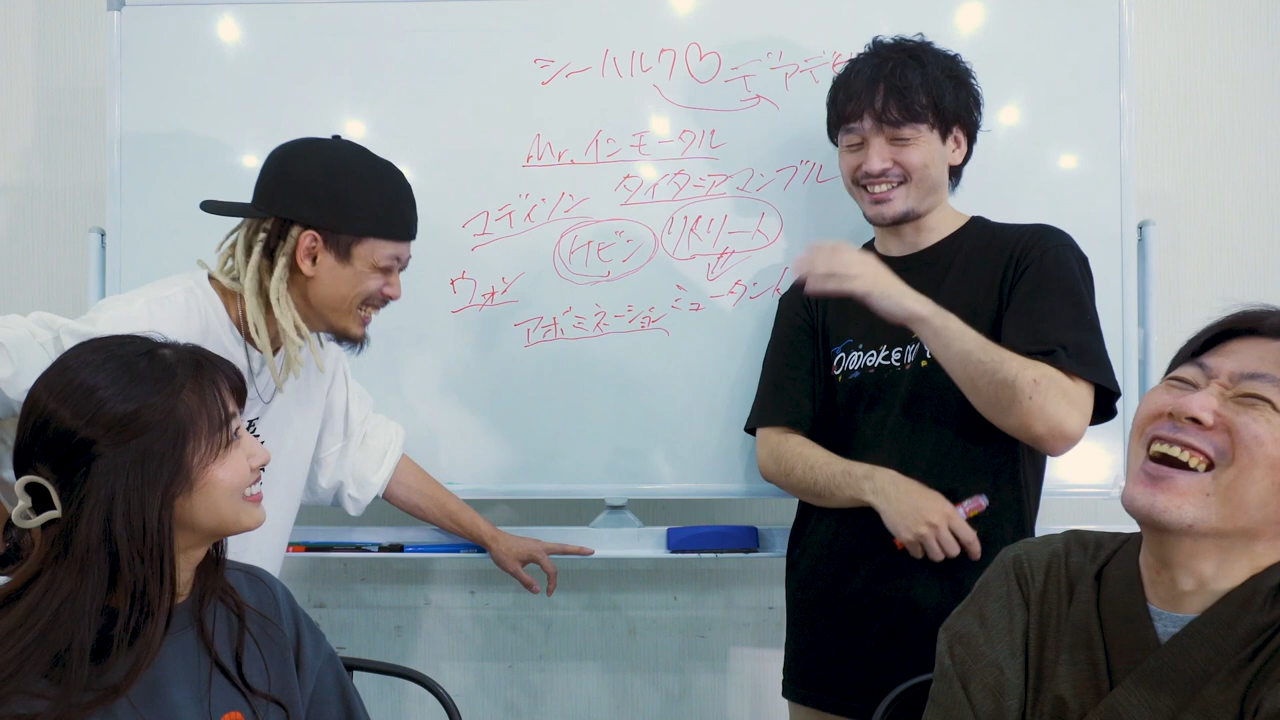 シーハルク♡デアデビ
Mr.インモータル
タイタニアマンブル
マディソン
ケビン
リトリート
ウォン
アボミネーション
ミュータント
omakeN